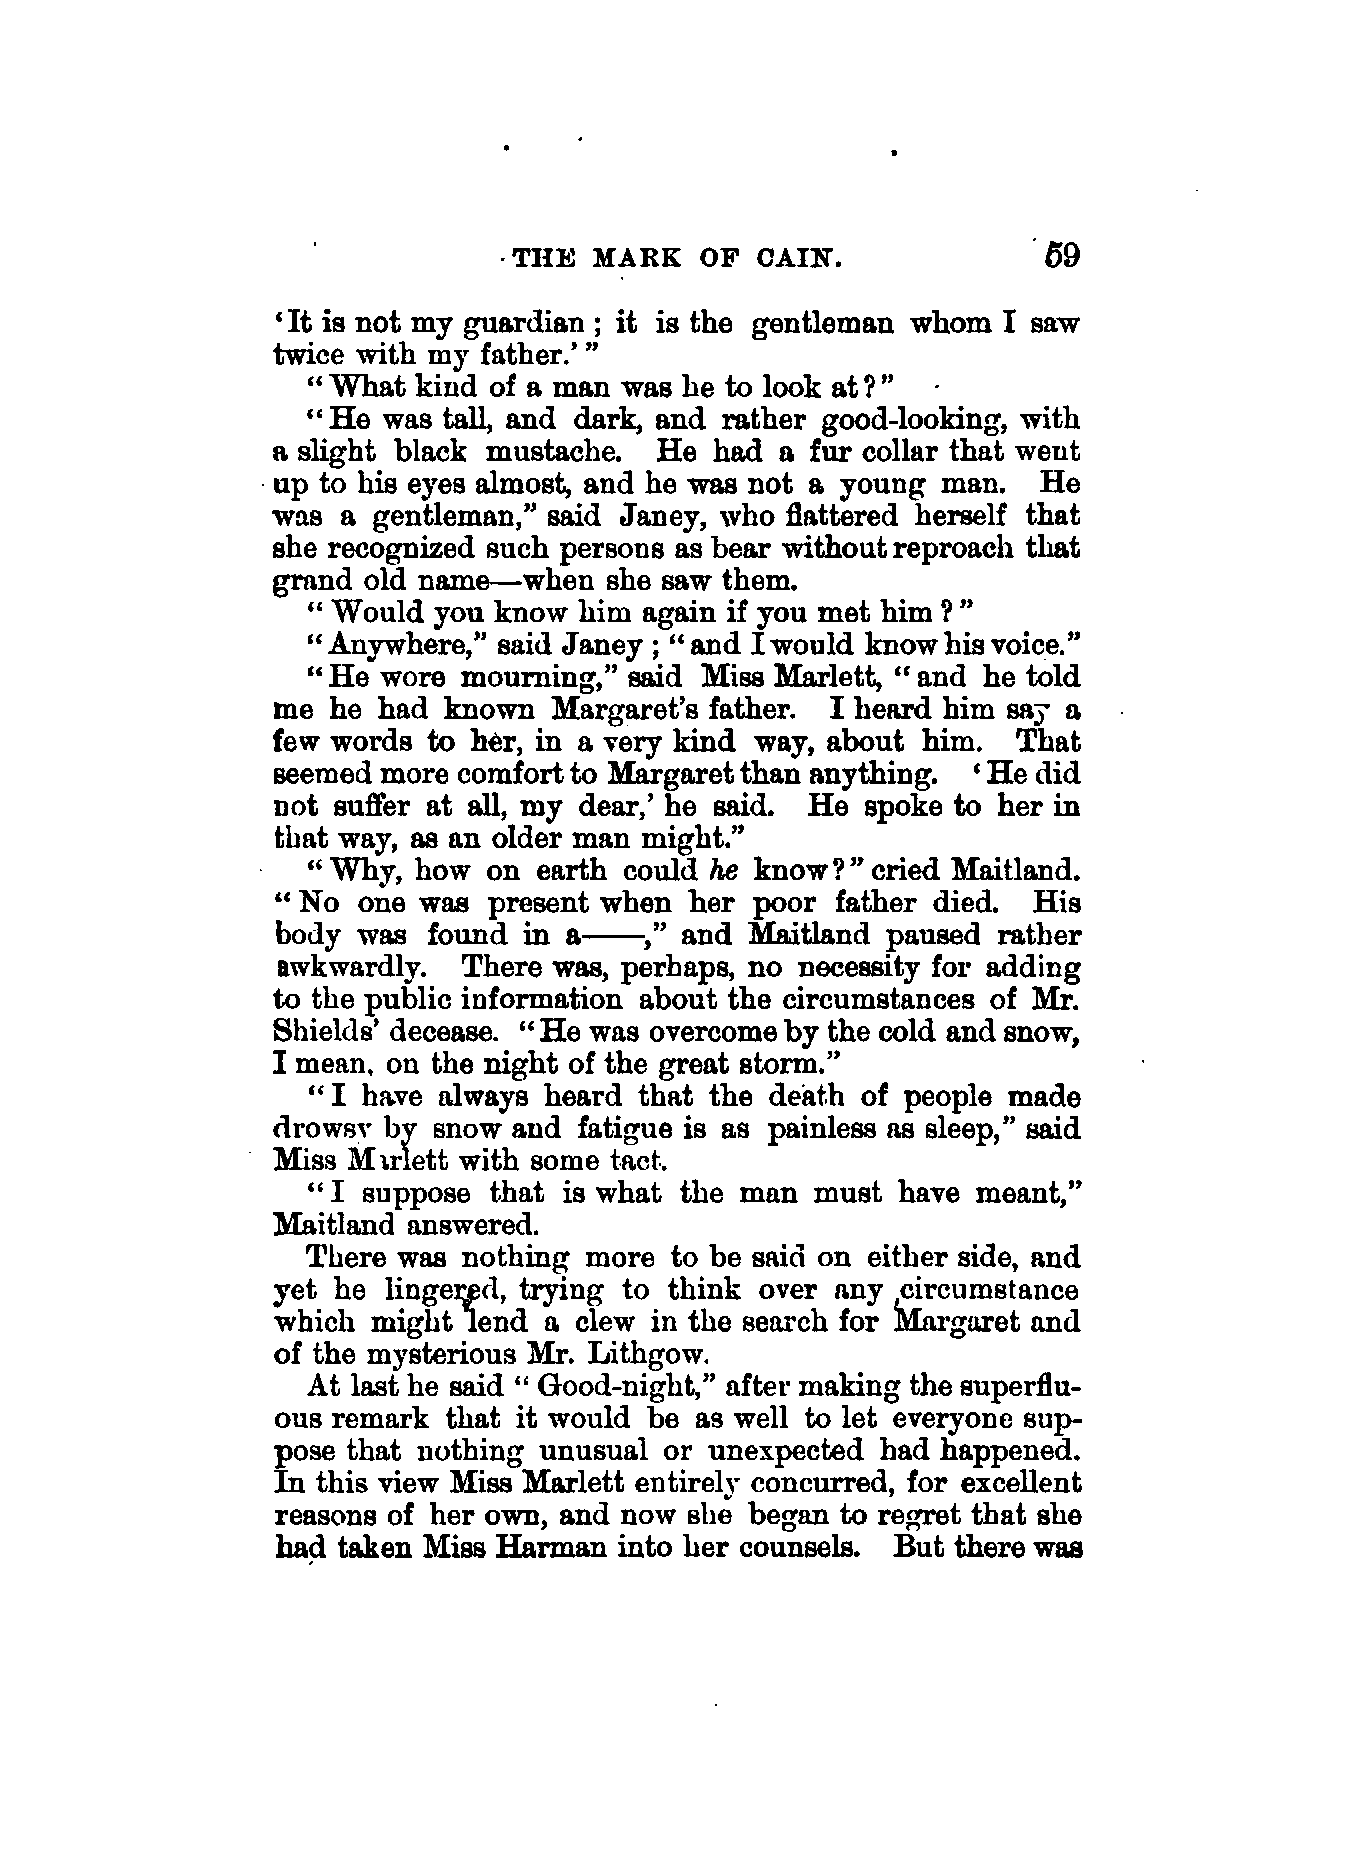 THE MARK OF CAIN. 59
‘It is not my guardian; it is the gentleman whom I saw
twice with my father.’”
“What kind of a man was he to look at?”
“He was tall, and dark, and rather good-looking, with
a slight black mustache. He had a fur collar that went
up to his eyes almost, and he was not a young man. He
was a gentleman,” said Janey, who flattered herself that
she recognized such persons as bear without reproach that
grand old name—when she saw them.
“Would you know him again if you met him?”
“Anywhere,” said Janey; “and I would know his voice.”
“He wore mourning,” said Miss Marlett, “and he told
me he had known Margaret’s father. I heard him say a
few words to her, in a very kind way, about him. That
seemed more comfort to Margaret than anything. ‘He did
not suffer at all, my dear,’ he said. He spoke to her in
that way, as an older man might.”
“Why, how on earth could he know?” cried Maitland.
“No one was present when her poor father died. His
body was found in a——,” and Maitland paused rather
awkwardly. There was, perhaps, no necessity for adding
to the public information about the circumstances of Mr.
Shields’ decease. “He was overcome by the cold and snow,
I mean, on the night of the great storm.”
“I have always heard that the death of people made
drowsy by snow and fatigue is as painless as sleep,” said
Miss Marlett with some tact.
“I suppose that is what the man must have meant,”
Maitland answered.
There was nothing more to be said on either side, and
yet he lingered, trying to think over any circumstance
which might lend a clew in the search for Margaret and
of the mysterious Mr. Lithgow.
At last he said “Good-night,” after making the superflu-
ous remark that it would be as well to let everyone sup-
pose that nothing unusual or unexpected had happened.
In this view Miss Marlett entirely concurred, for excellent
reasons of her own, and now she began to regret that she
had taken Miss Harman into her counsels. But there was